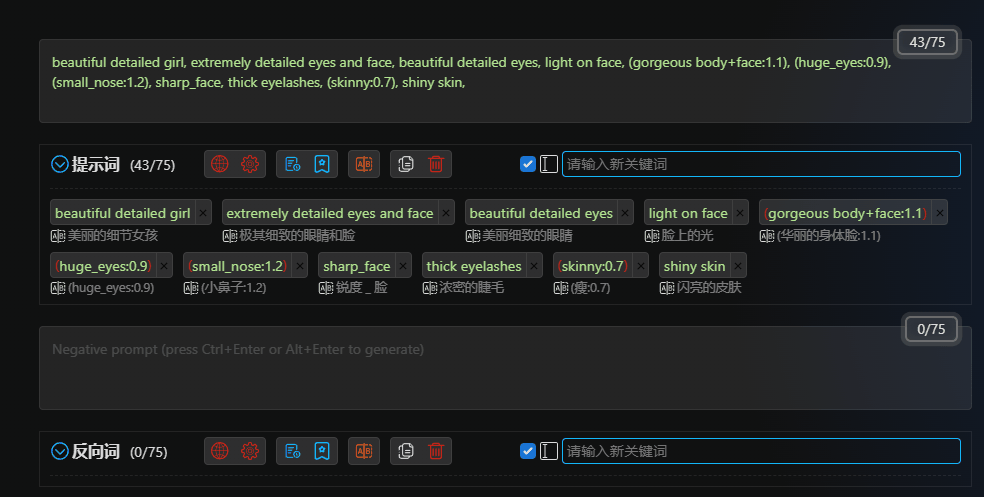 43/75
beautiful detailed girl, extremely detailed eyes and face, beautiful detailed eyes, light on face, (gorgeous body+face:1.1), (huge_eyes:0.9),
(small_nose:1.2), sharp_face, thick eyelashes, (skinny:0.7), shiny skin,
提示词 (43/75) 请输入新关键词
beautiful detailed girl × extremely detailed eyes and face × beautiful detailed eyes × light on face × (gorgeous body+face:1.1) ×
美丽的细节女孩 极其细致的眼睛和脸 美丽细致的眼睛 脸上的光 (华丽的身体脸:1.1)
(huge_eyes:0.9) × (small_nose:1.2) × sharp_face × thick eyelashes × (skinny:0.7) × shiny skin ×
(huge_eyes:0.9) (小鼻子:1.2) 锐度 _ 脸 浓密的睫毛 (瘦:0.7) 闪亮的皮肤
0/75
Negative prompt (press Ctrl+Enter or Alt+Enter to generate)
反向词 (0/75) 请输入新关键词